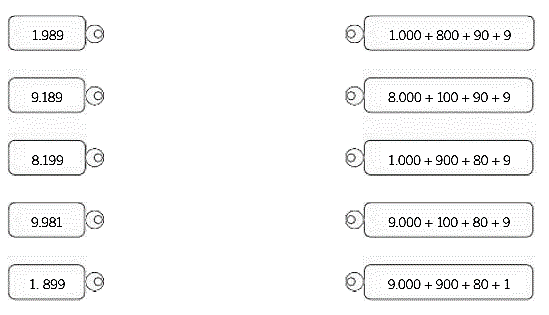 1.989 1.000 + 800 + 90 + 9
9.189 8.000 + 100 + 90 + 9
8.199 1.000 + 900 + 80 + 9
9.981 9.000 + 100 + 80 + 9
1. 899 9.000 + 900 + 80 + 1